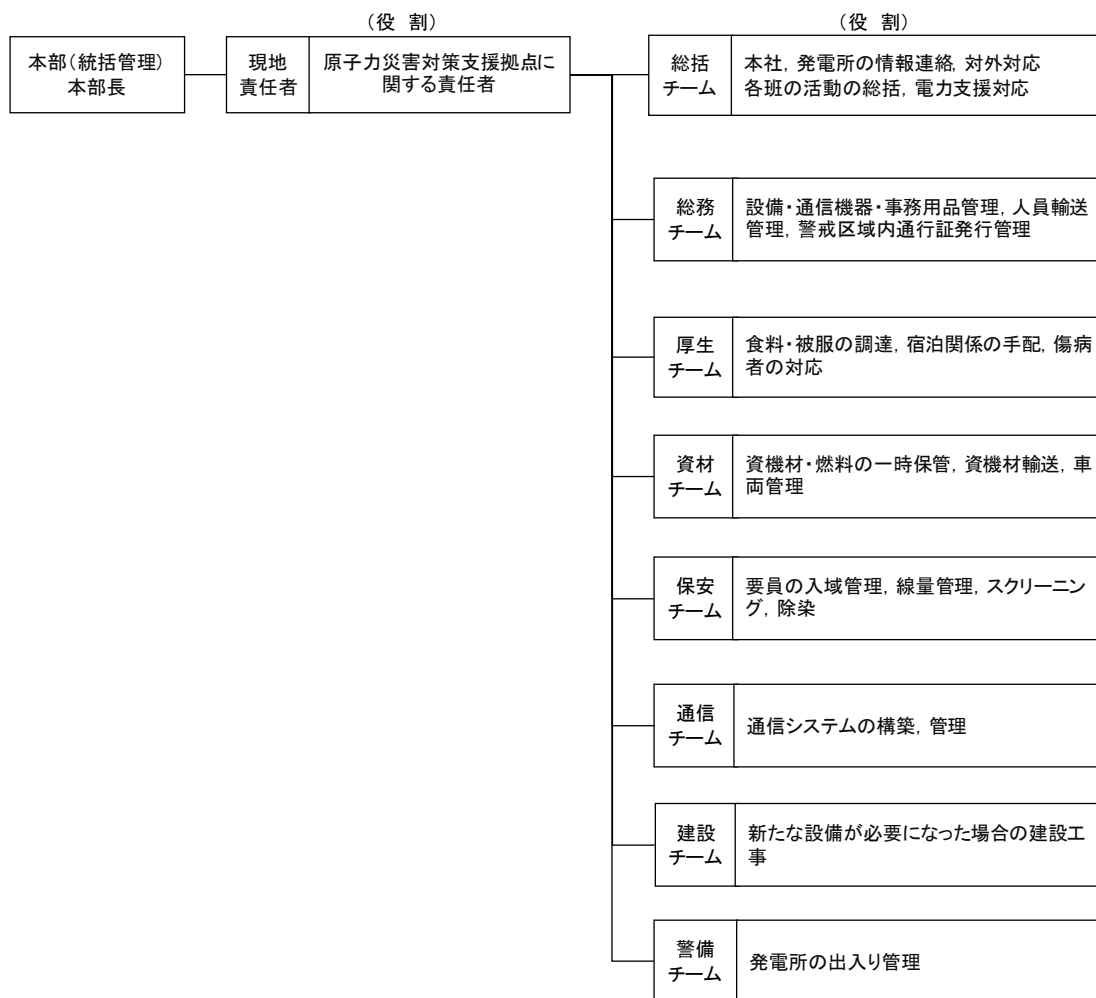 (役 割)
(役 割)
本部(統括管理)
本部長
現地
責任者
原子力災害対策支援拠点に
関する責任者
総括
チーム
本社, 発電所の情報連絡, 対外対応
各班の活動の総括, 電力支援対応
総務
チーム
設備・通信機器・事務用品管理, 人員輸送
管理, 警戒区域内通行証発行管理
厚生
チーム
食料・被服の調達, 宿泊関係の手配, 傷病
者の対応
資材
チーム
資機材・燃料の一時保管, 資機材輸送, 車
両管理
保安
チーム
要員の入域管理, 線量管理, スクリーニン
グ, 除染
通信
チーム
通信システムの構築, 管理
建設
チーム
新たな設備が必要になった場合の建設工
事
警備
チーム
発電所の出入り管理